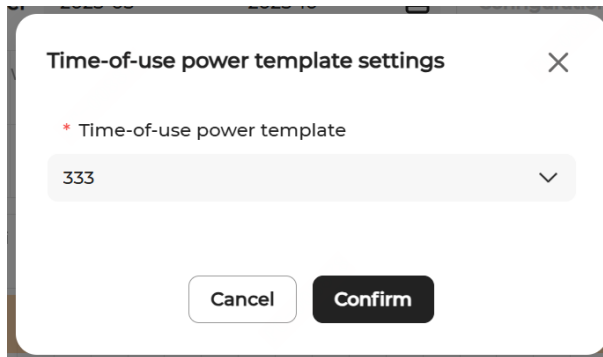 Time-of-use power template settings
* Time-of-use power template
333
Cancel
Confirm